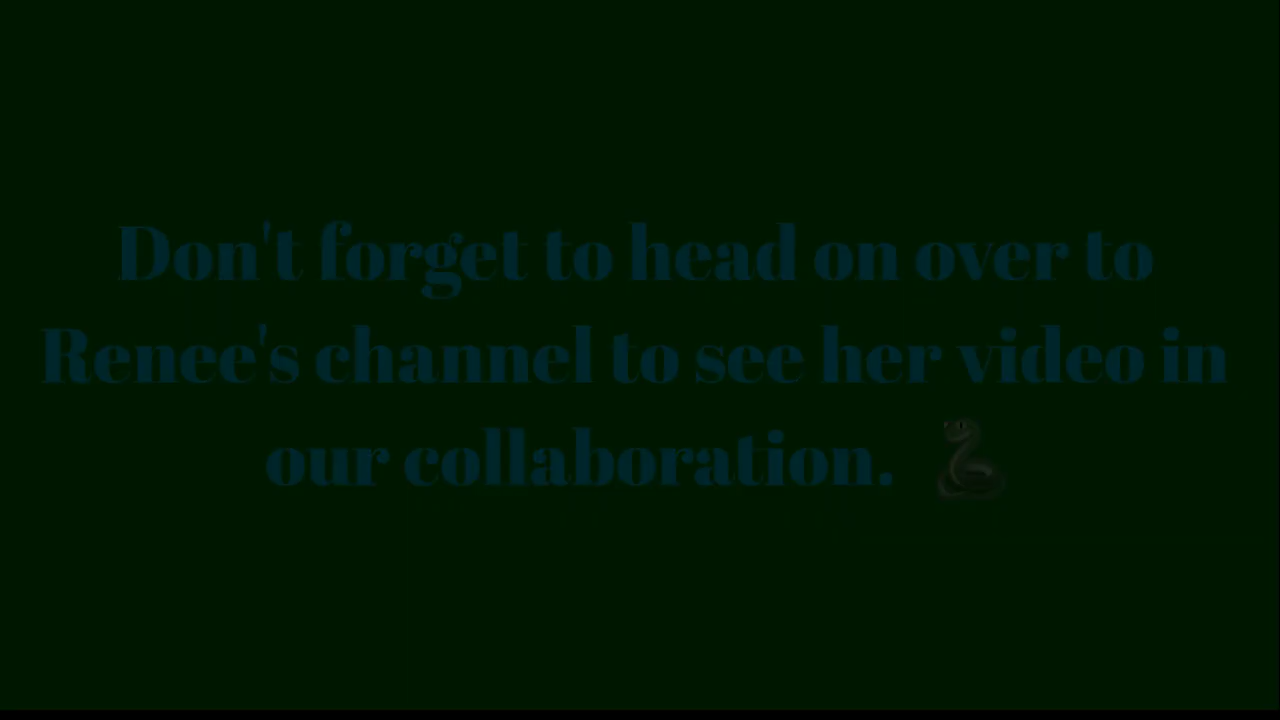 Don't forget to head on over to
Renee's channel to see her video in
our collaboration. 🐍